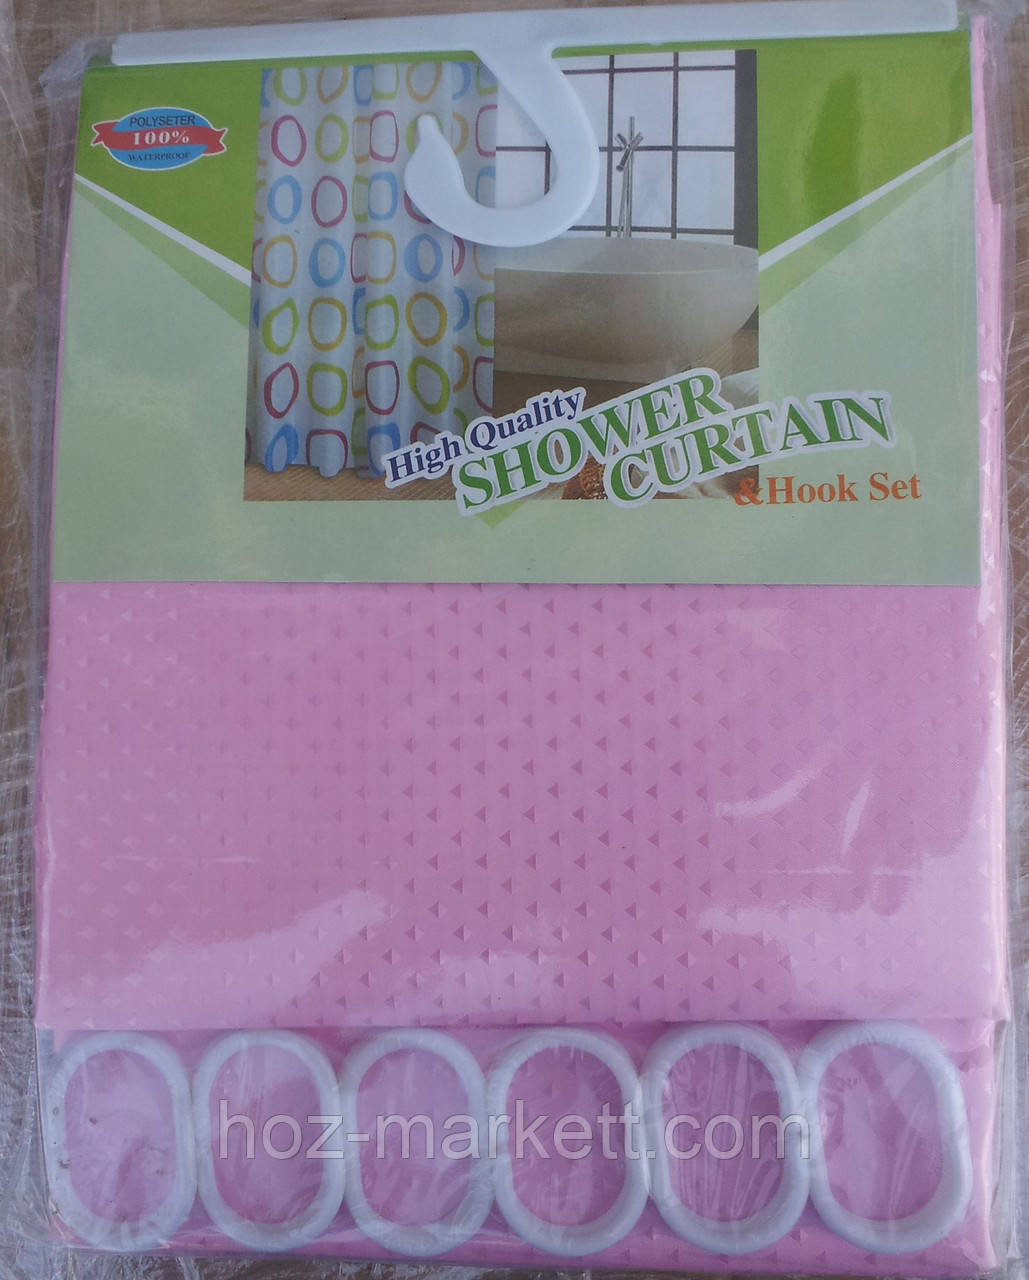 POLYSETER
100%
WATERPROOF
High Quality
SHOWER
CURTAIN
&Hook Set
hoz-markett.com